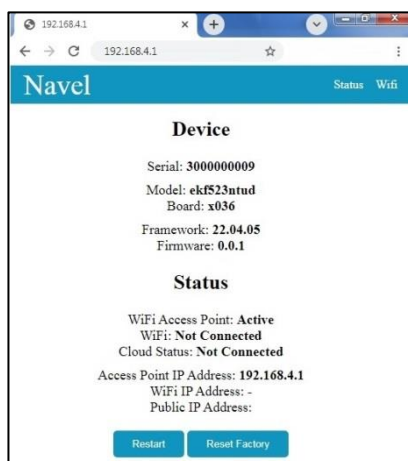 192.168.4.1
192.168.4.1
Navel
Status Wifi
Device
Serial: 3000000009
Model: ekf523ntud
Board: x036
Framework: 22.04.05
Firmware: 0.0.1
Status
WiFi Access Point: Active
WiFi: Not Connected
Cloud Status: Not Connected
Access Point IP Address: 192.168.4.1
WiFi IP Address: -
Public IP Address:
Restart Reset Factory